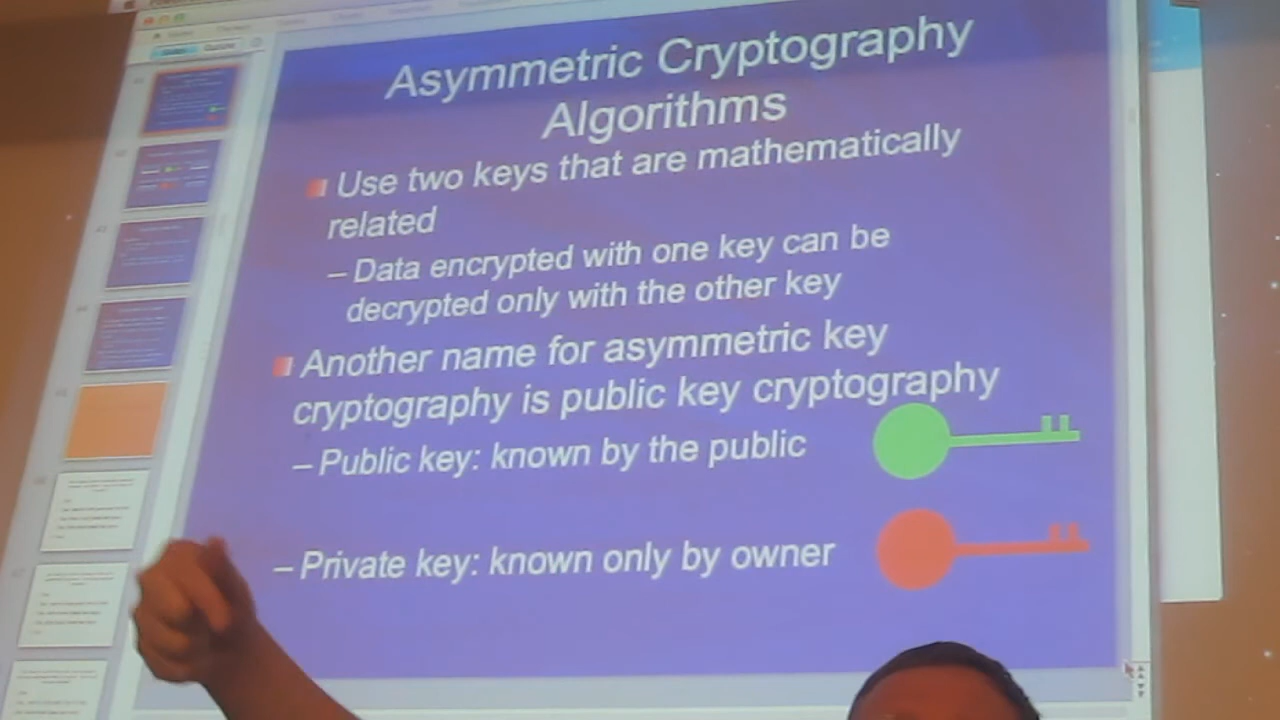 Asymmetric Cryptography
Algorithms
Use two keys that are mathematically
related
– Data encrypted with one key can be
decrypted only with the other key
Another name for asymmetric key
cryptography is public key cryptography
– Public key: known by the public
– Private key: known only by owner